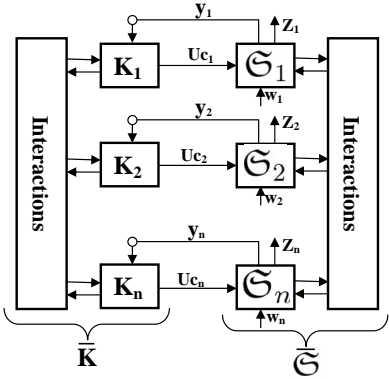 y₁
Z₁
K₁
Uc₁
𝔖₁
w₁
y₂
Z₂
K₂
Uc₂
𝔖₂
w₂
yₙ
Zₙ
Kₙ
Ucₙ
𝔖ₙ
wₙ
Interactions
Interactions
K̄
𝔖̄